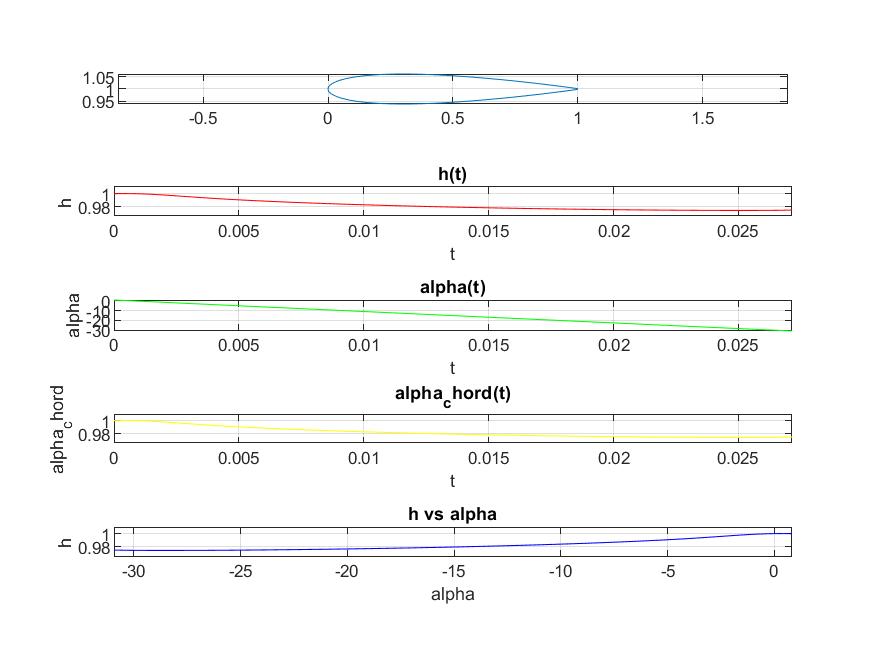 1.05
1
0.95
-0.5 0 0.5 1 1.5
h(t)
h
1
0.98
0 0.005 0.01 0.015 0.02 0.025
t
alpha(t)
alpha
0
-10
-20
-30
0 0.005 0.01 0.015 0.02 0.025
t
alpha_chord(t)
alpha_chord
1
0.98
0 0.005 0.01 0.015 0.02 0.025
t
h vs alpha
h
1
0.98
-30 -25 -20 -15 -10 -5 0
alpha